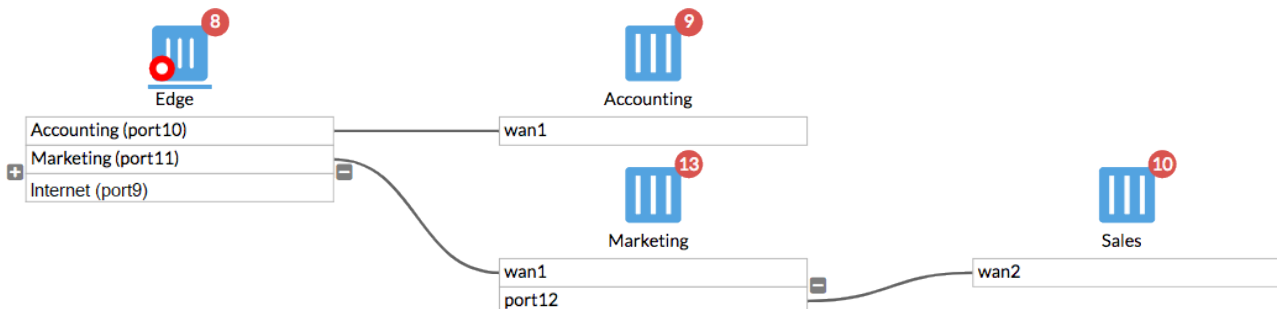 8
Edge
Accounting (port10)
Marketing (port11)
Internet (port9)
9
Accounting
wan1
13
Marketing
wan1
port12
10
Sales
wan2